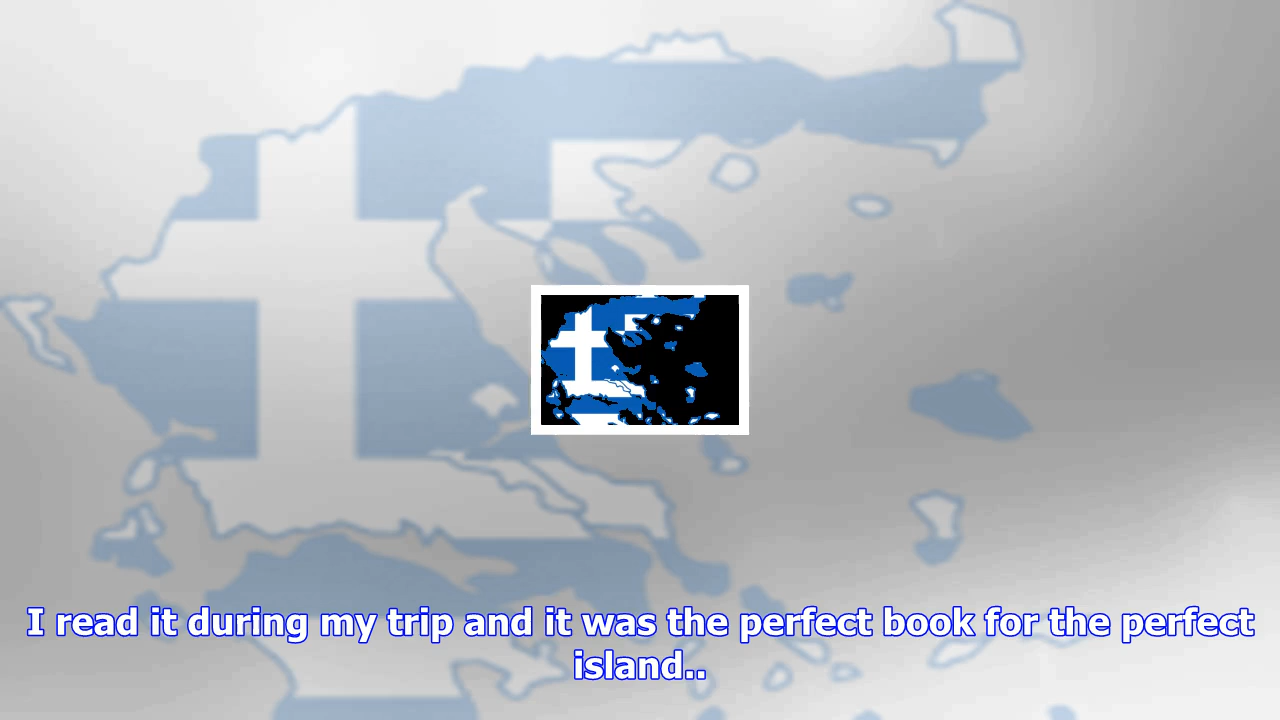 I read it during my trip and it was the perfect book for the perfect
island..